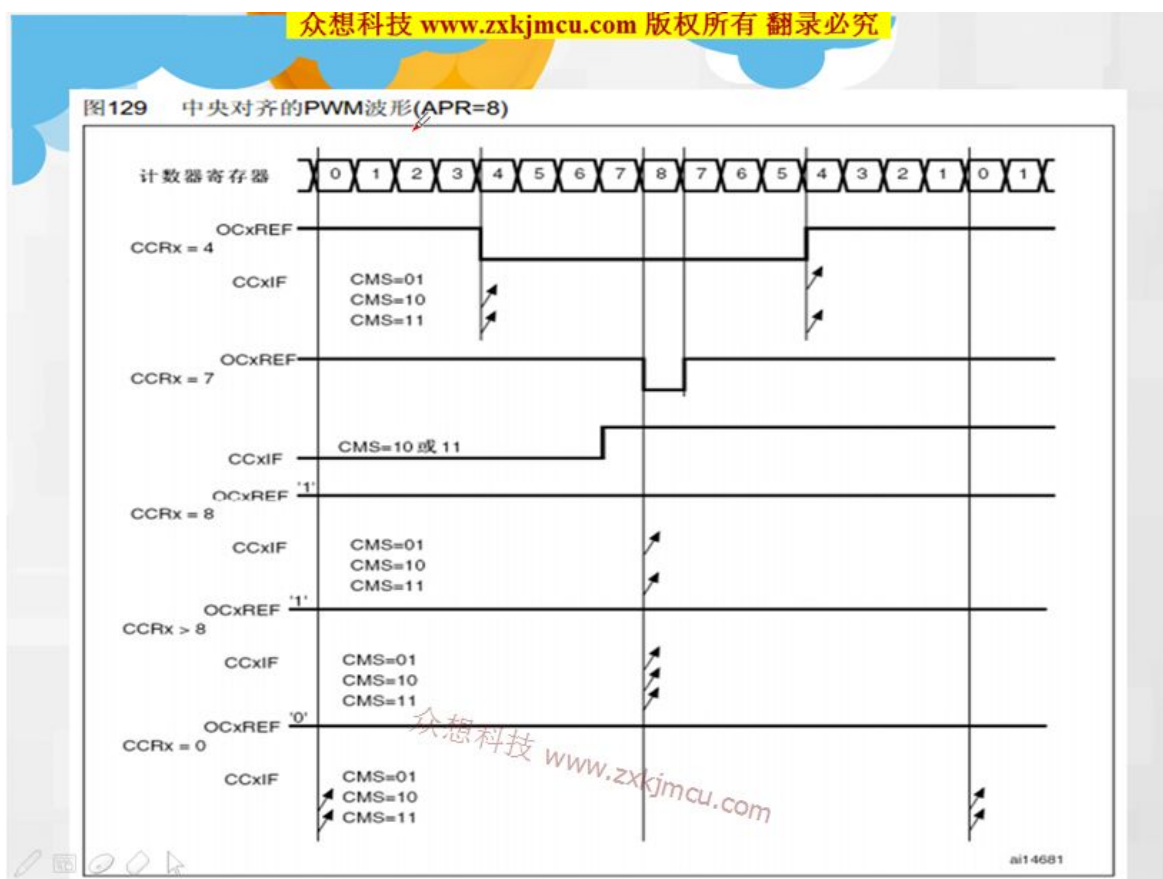 众想科技 www.zxkjmcu.com 版权所有 翻录必究
图129 中央对齐的PWM波形(APR=8)
计数器寄存器 0 1 2 3 4 5 6 7 8 7 6 5 4 3 2 1 0 1
OCxREF
CCRx = 4
CCxIF CMS=01
CMS=10
CMS=11
OCxREF
CCRx = 7
CCxIF CMS=10 或 11
OCxREF '1'
CCRx = 8
CCxIF CMS=01
CMS=10
CMS=11
OCxREF '1'
CCRx > 8
CCxIF CMS=01
CMS=10
CMS=11
OCxREF '0'
CCRx = 0
CCxIF CMS=01
CMS=10
CMS=11
众想科技 www.zxkjmcu.com
ai14681